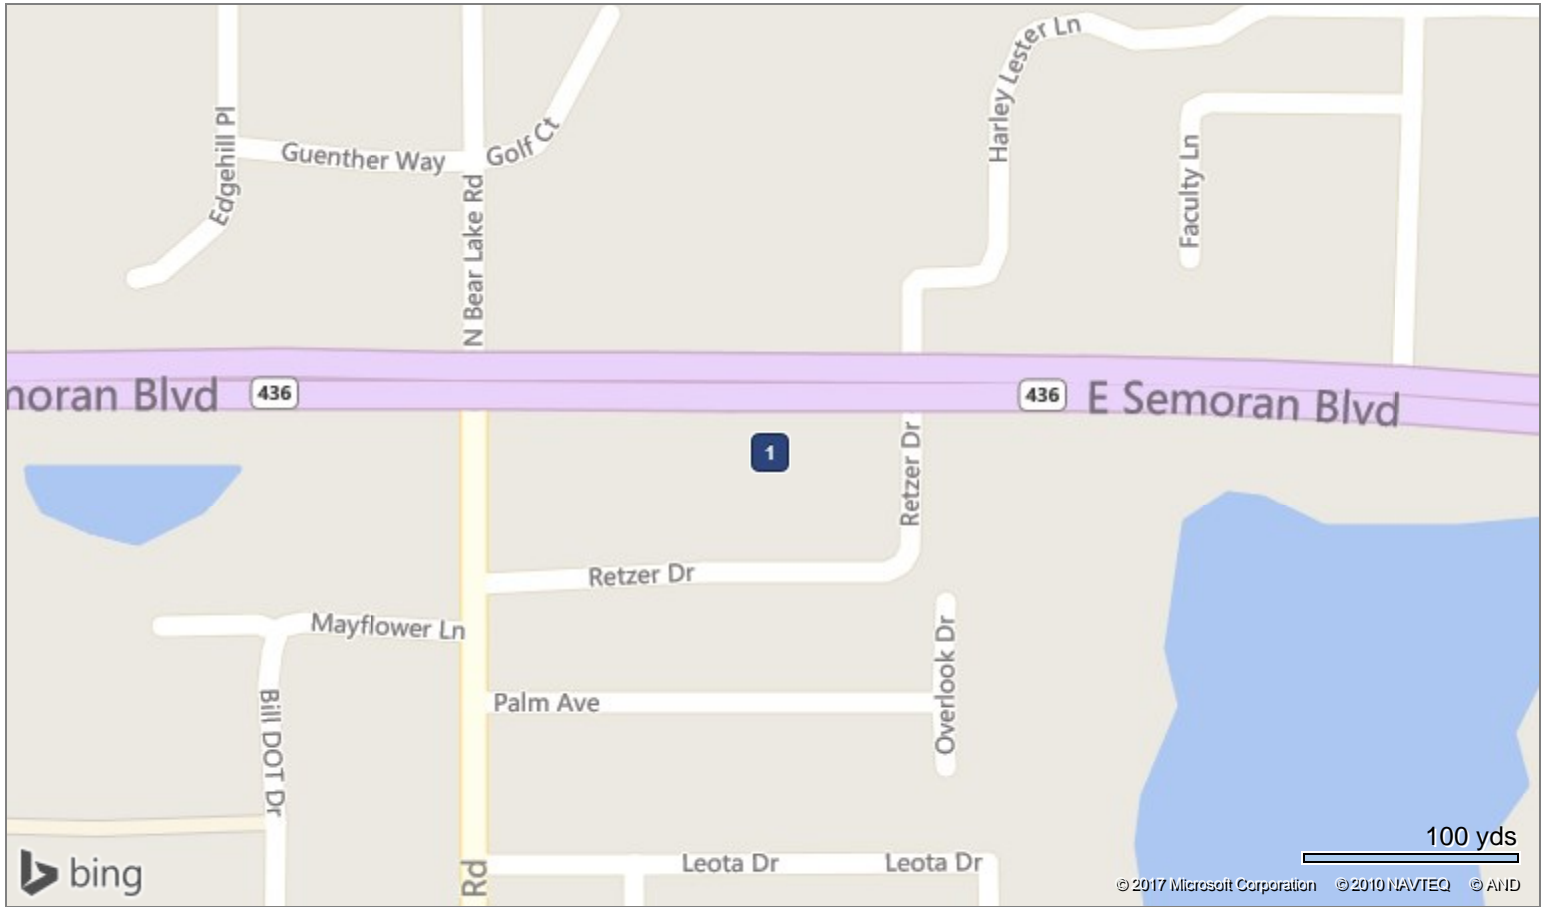 Harley Lester Ln
Edgehill Pl
Guenther Way
Golf Ct
Faculty Ln
N Bear Lake Rd
moran Blvd
436
436
E Semoran Blvd
1
Retzer Dr
Retzer Dr
Mayflower Ln
Overlook Dr
Palm Ave
Bill DOT Dr
100 yds
bing
Rd
Leota Dr
Leota Dr
© 2017 Microsoft Corporation © 2010 NAVTEQ © AND